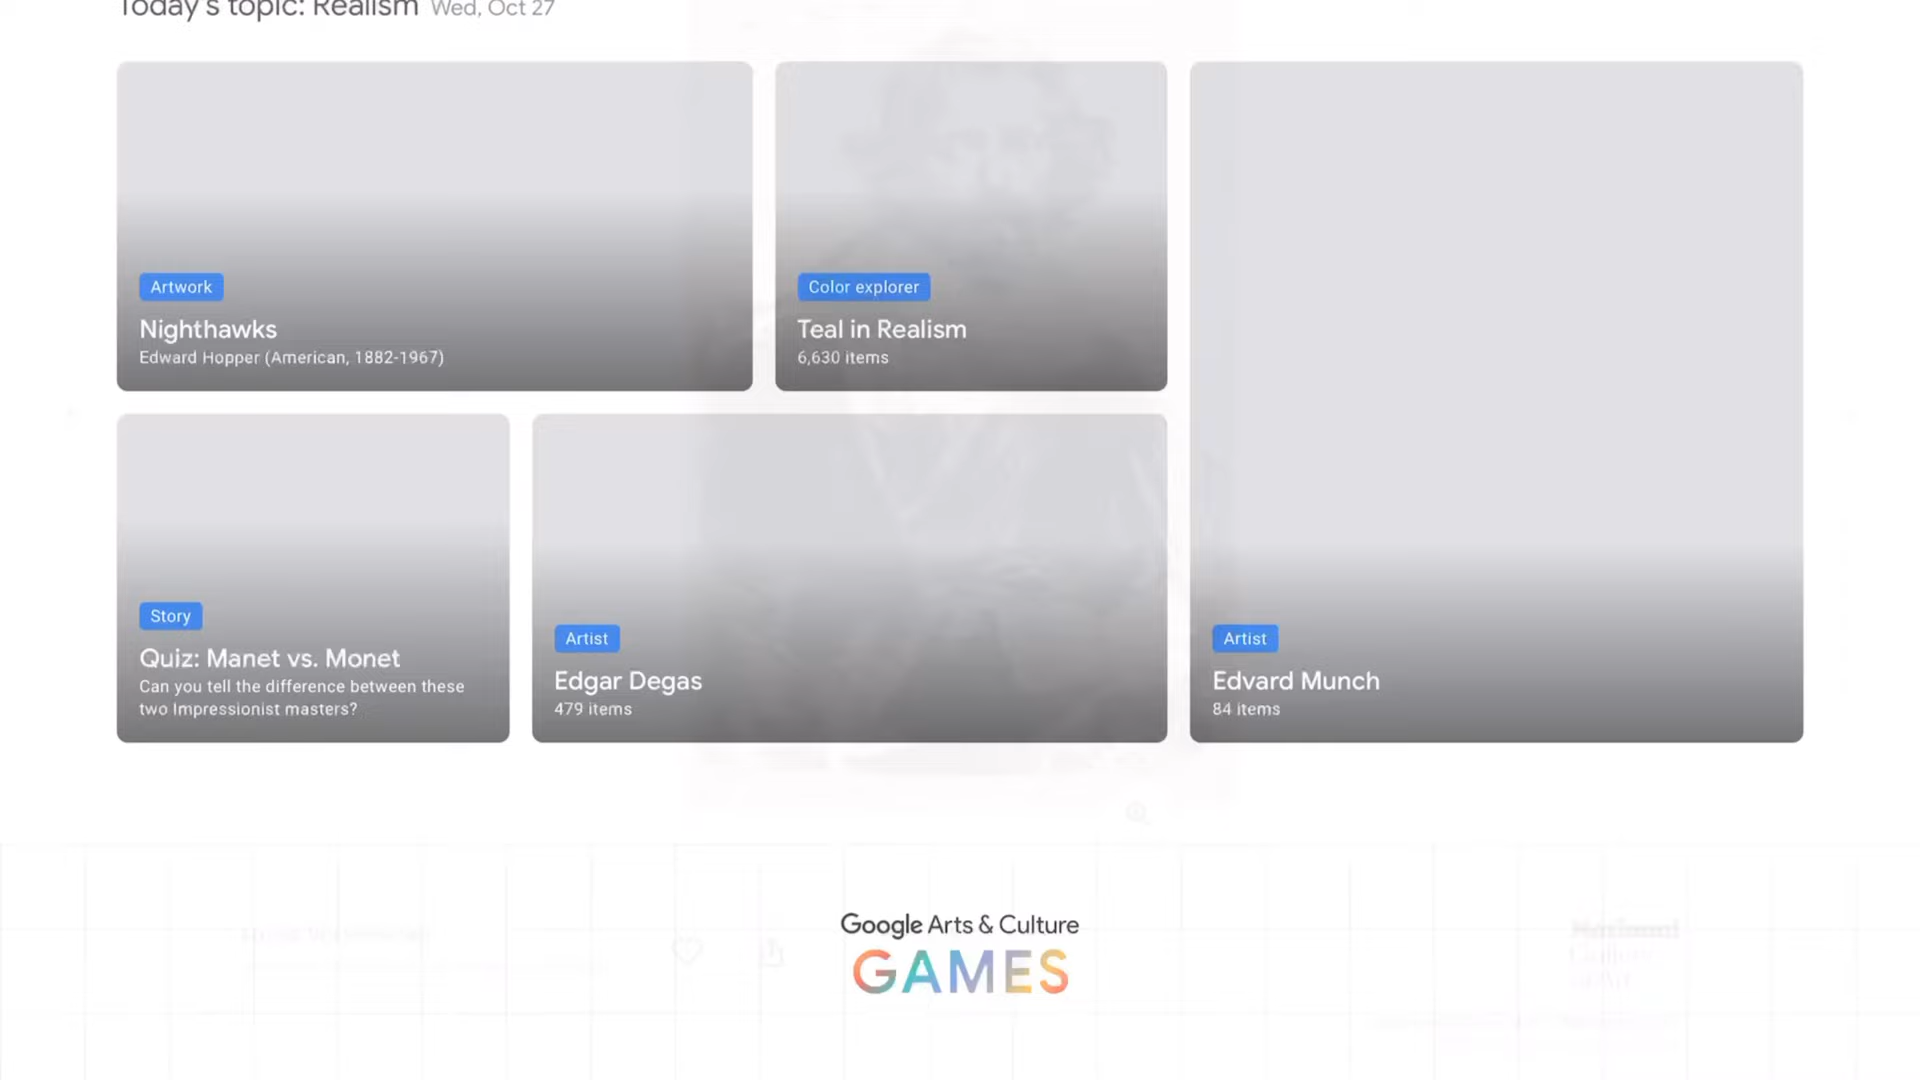 Today's topic: Realism Wed, Oct 27
Artwork
Nighthawks
Edward Hopper (American, 1882-1967)
Color explorer
Teal in Realism
6,630 items
Story
Quiz: Manet vs. Monet
Can you tell the difference between these
two Impressionist masters?
Artist
Edgar Degas
479 items
Artist
Edvard Munch
84 items
Google Arts & Culture
GAMES